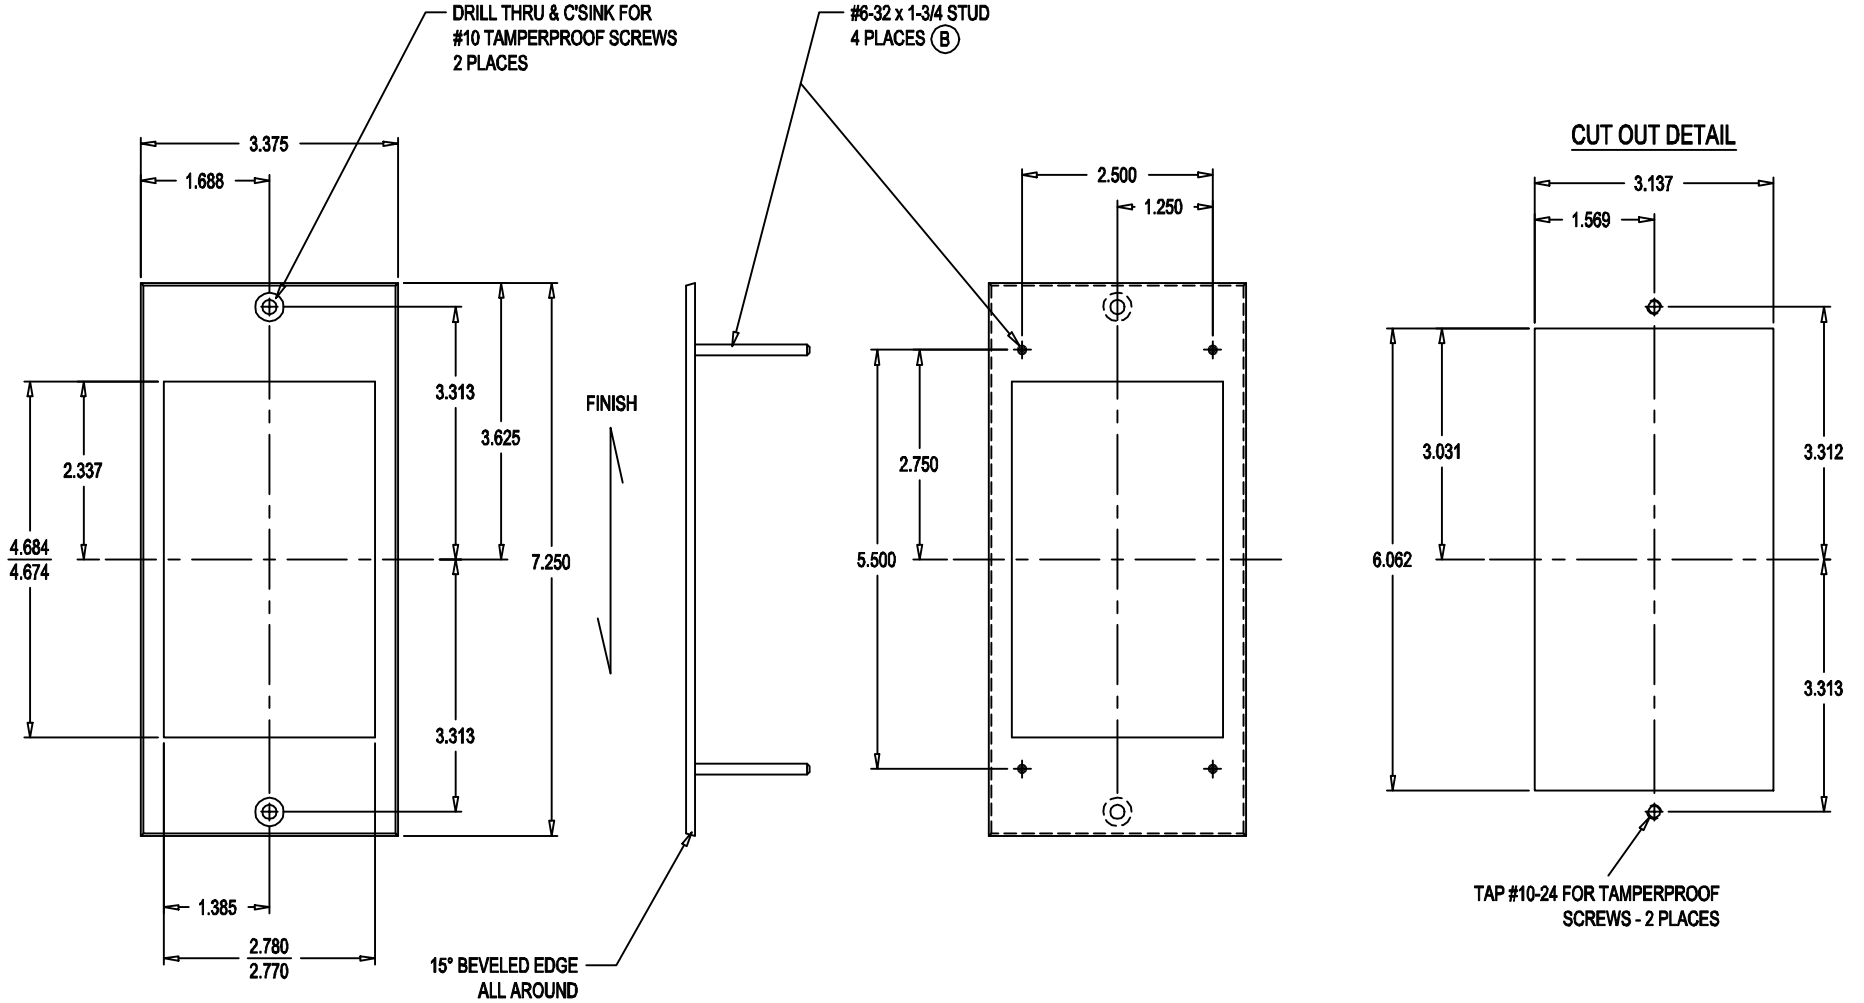 DRILL THRU & C'SINK FOR
#10 TAMPERPROOF SCREWS
2 PLACES
#6-32 x 1-3/4 STUD
4 PLACES B
CUT OUT DETAIL
3.375
1.688
2.500
1.250
3.137
1.569
3.313
3.625
2.337
4.684
4.674
7.250
3.313
FINISH
2.750
5.500
3.031
6.062
3.312
3.313
1.385
2.780
2.770
15° BEVELED EDGE
ALL AROUND
TAP #10-24 FOR TAMPERPROOF
SCREWS - 2 PLACES